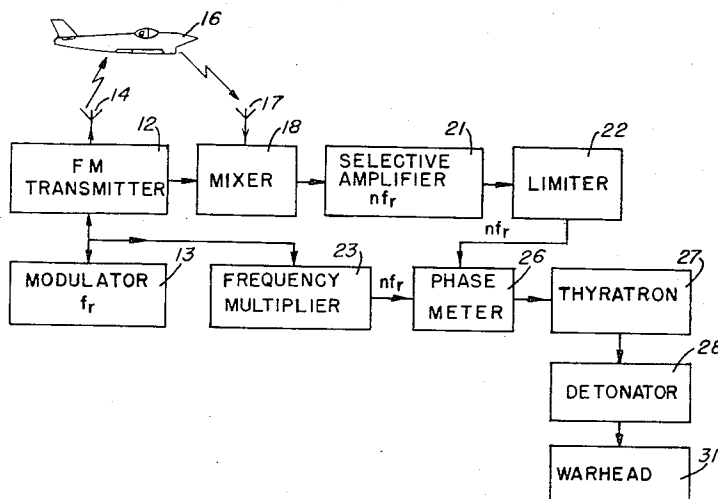 16
14
17
12
18
21
22
FM
TRANSMITTER
MIXER
SELECTIVE
AMPLIFIER
nfr
LIMITER
nfr
13
23
26
27
MODULATOR
fr
FREQUENCY
MULTIPLIER
nfr
PHASE
METER
THYRATRON
28
DETONATOR
31
WARHEAD